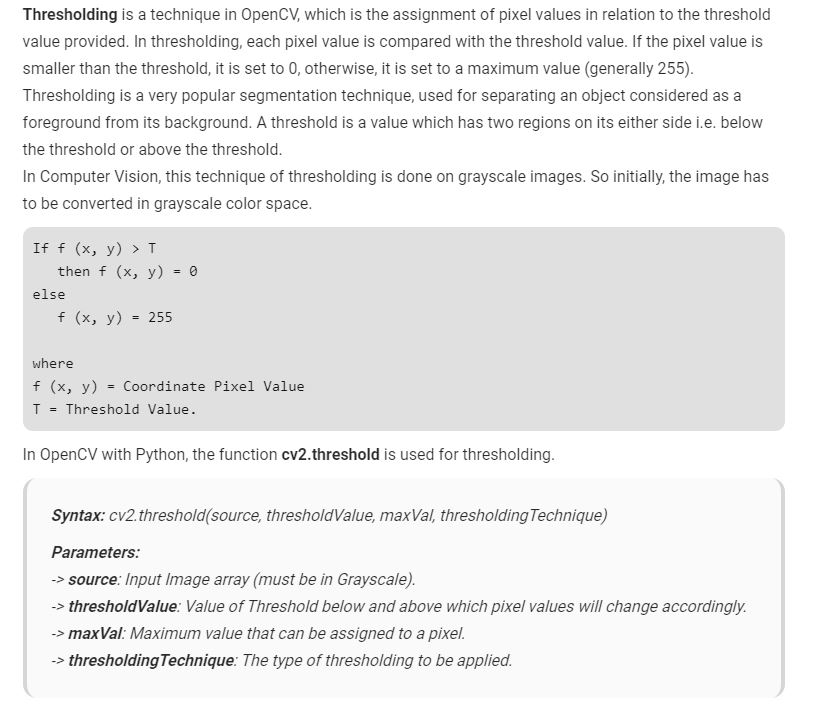 Thresholding is a technique in OpenCV, which is the assignment of pixel values in relation to the threshold
value provided. In thresholding, each pixel value is compared with the threshold value. If the pixel value is
smaller than the threshold, it is set to 0, otherwise, it is set to a maximum value (generally 255).
Thresholding is a very popular segmentation technique, used for separating an object considered as a
foreground from its background. A threshold is a value which has two regions on its either side i.e. below
the threshold or above the threshold.
In Computer Vision, this technique of thresholding is done on grayscale images. So initially, the image has
to be converted in grayscale color space.
If f (x, y) > T
   then f (x, y) = 0
else
   f (x, y) = 255
where
f (x, y) = Coordinate Pixel Value
T = Threshold Value.
In OpenCV with Python, the function cv2.threshold is used for thresholding.
Syntax: cv2.threshold(source, thresholdValue, maxVal, thresholdingTechnique)
Parameters:
-> source: Input Image array (must be in Grayscale).
-> thresholdValue: Value of Threshold below and above which pixel values will change accordingly.
-> maxVal: Maximum value that can be assigned to a pixel.
-> thresholdingTechnique: The type of thresholding to be applied.